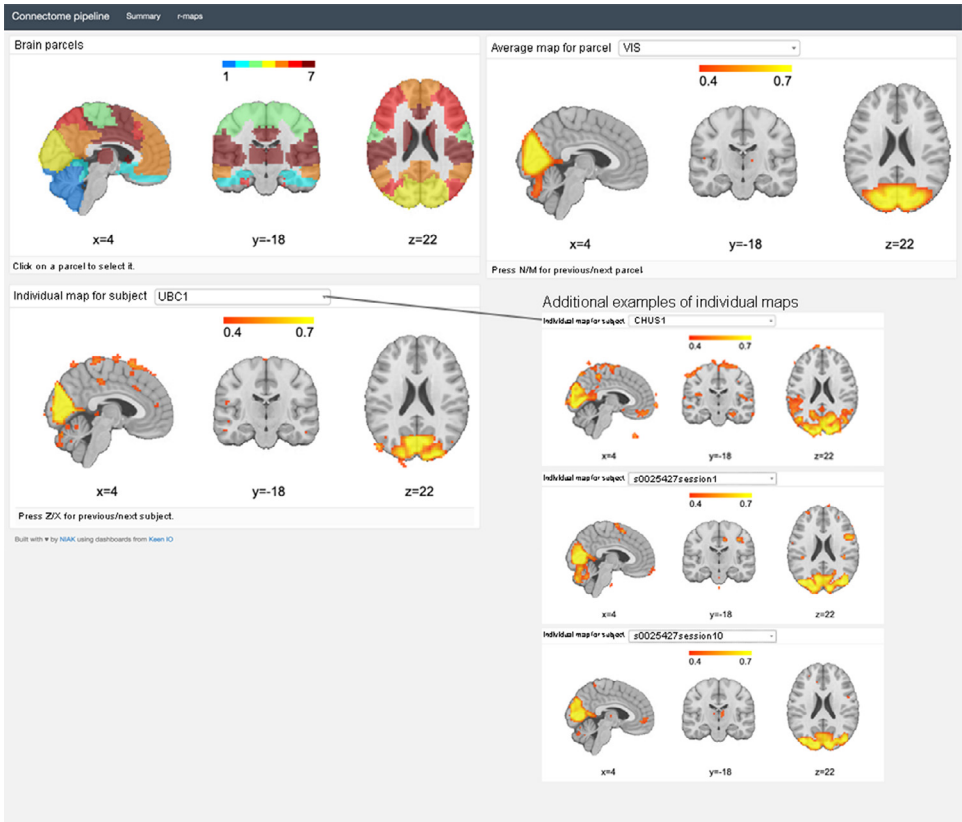 Connectome pipeline Summary r-maps
Brain parcels
1 7
x=4 y=-18 z=22
Click on a parcel to select it.
Average map for parcel VIS
0.4 0.7
x=4 y=-18 z=22
Press N/M for previous/next parcel
Individual map for subject UBC1
0.4 0.7
x=4 y=-18 z=22
Press Z/X for previous/next subject.
Built with ♥ by NIAK using dashboards from Keen IO
Additional examples of individual maps
Individual map for subject CHUS1
0.4 0.7
x=4 y=-18 z=22
Individual map for subject s0025427session1
0.4 0.7
x=4 y=-18 z=22
Individual map for subject s0025427session10
0.4 0.7
x=4 y=-18 z=22